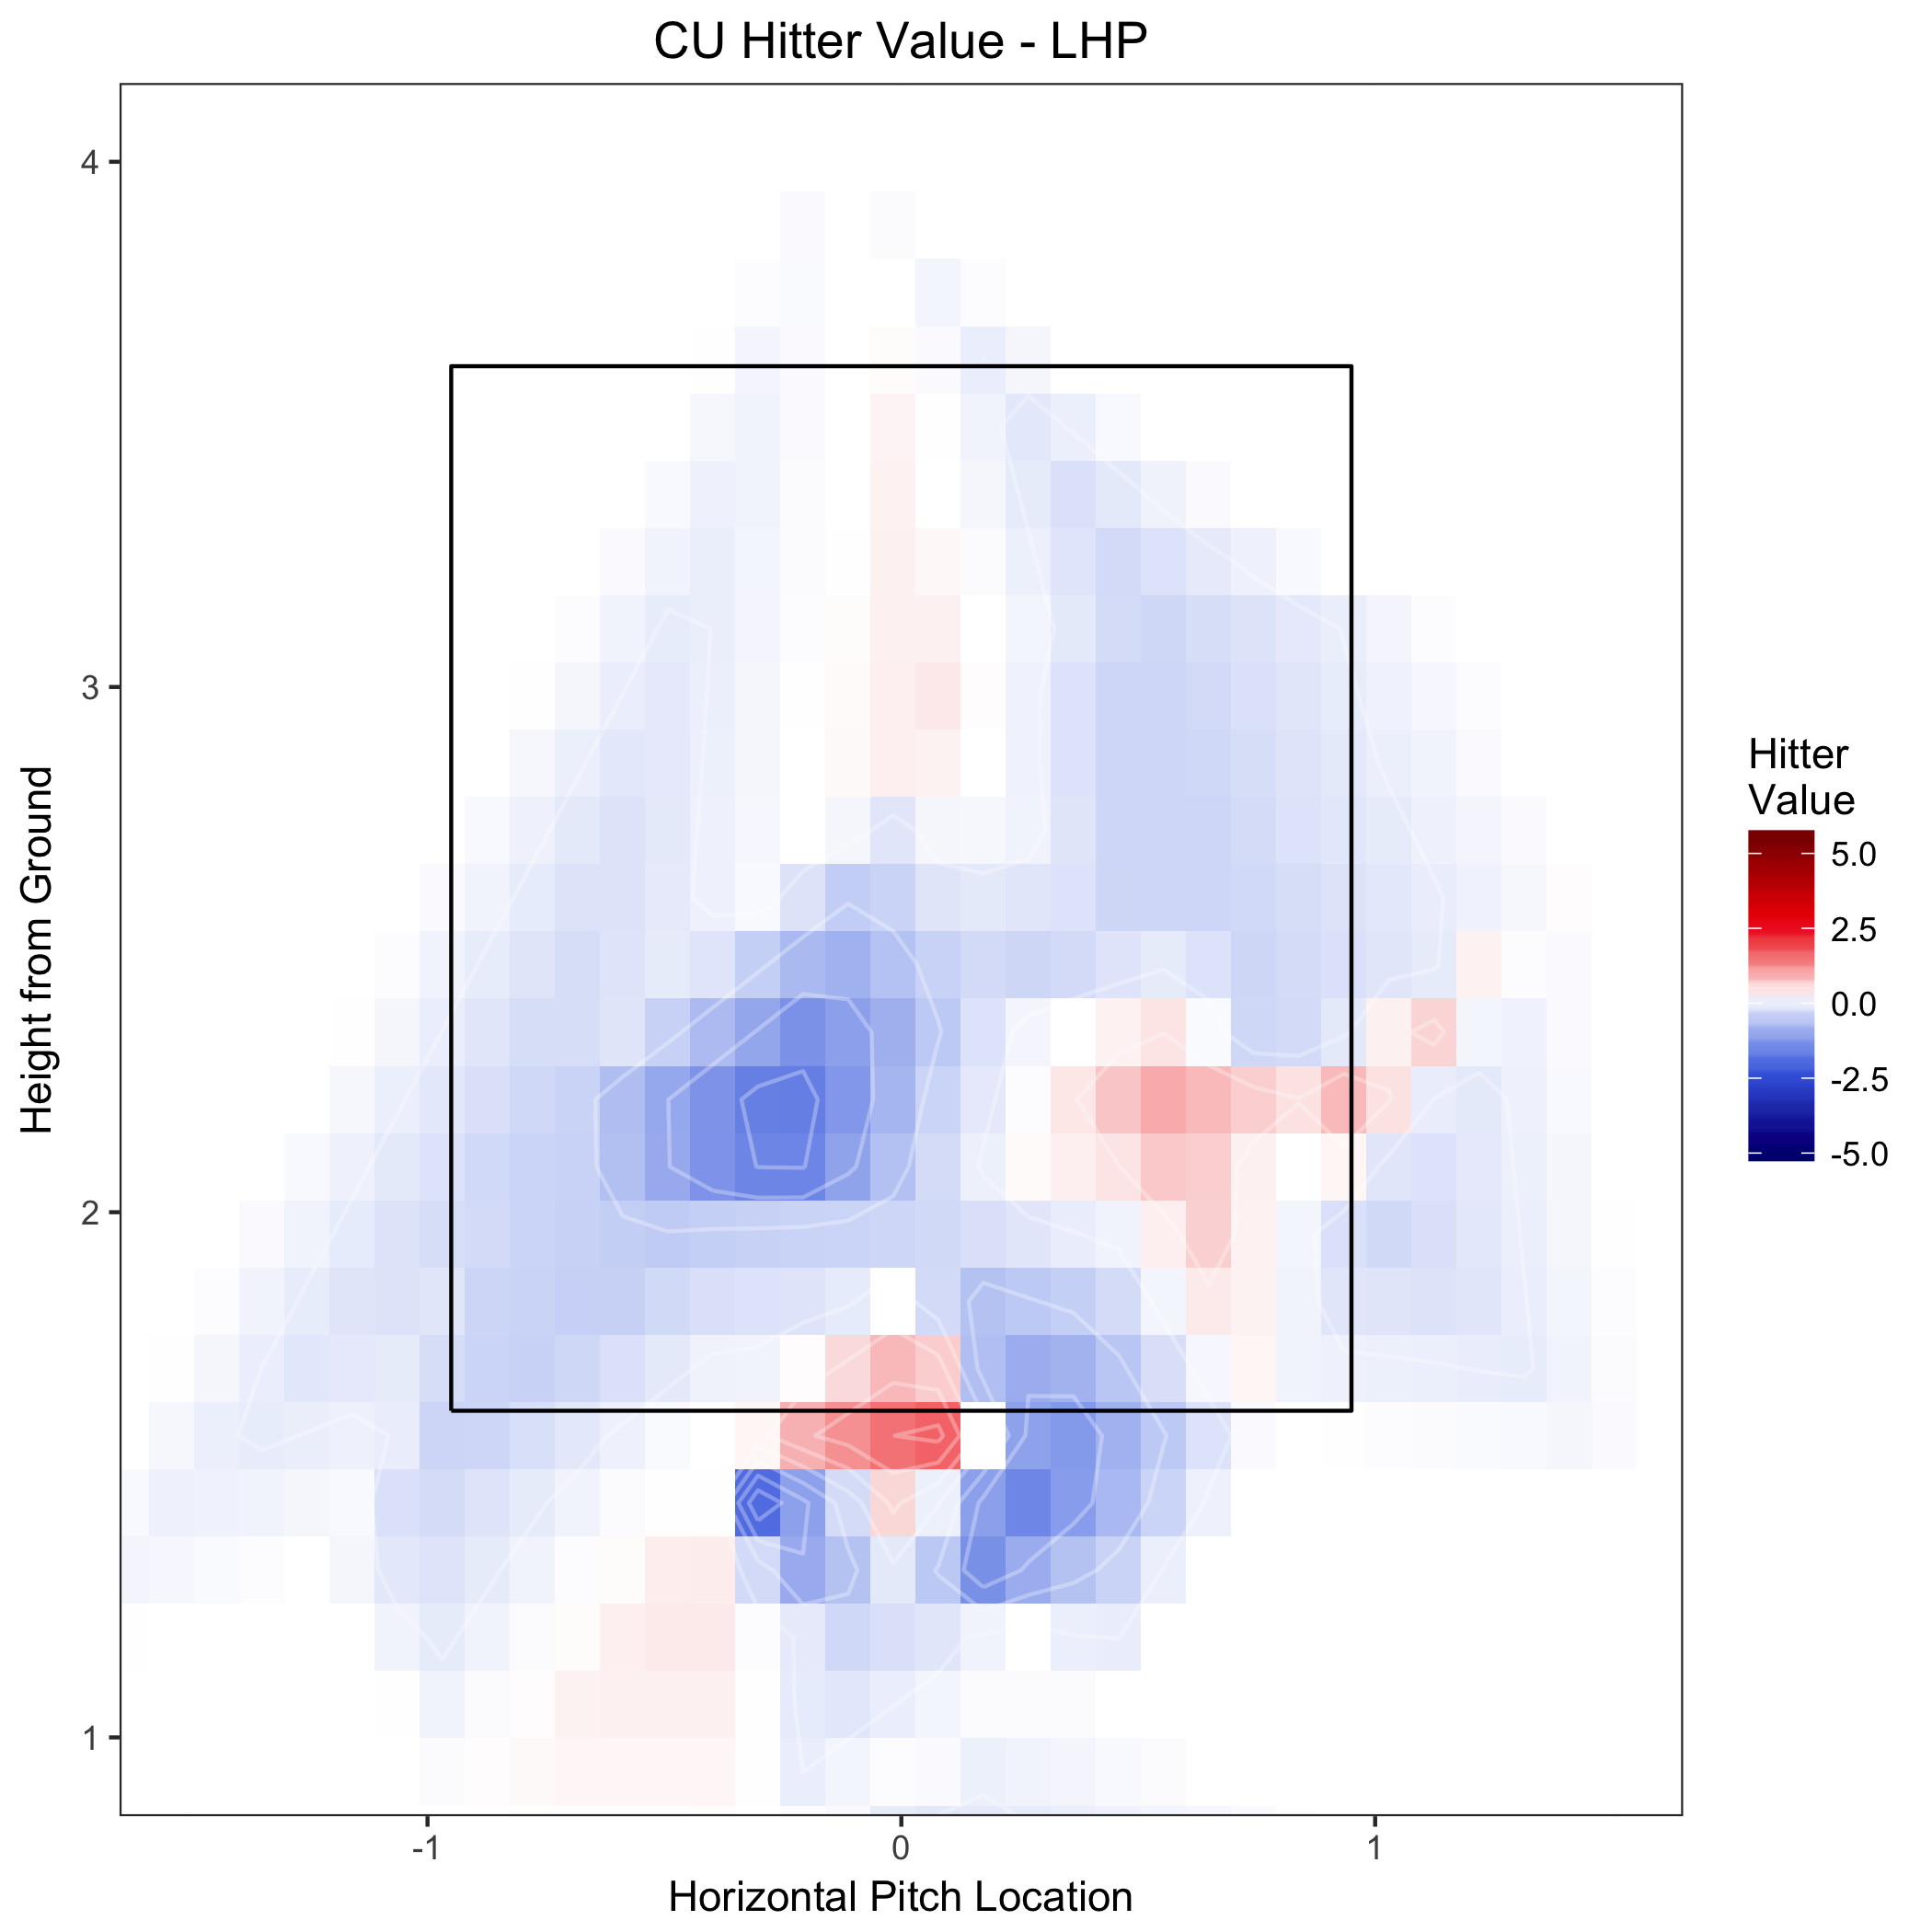 CU Hitter Value - LHP
Height from Ground
4
3
2
1
-1
0
1
Horizontal Pitch Location
Hitter
Value
5.0
2.5
0.0
-2.5
-5.0